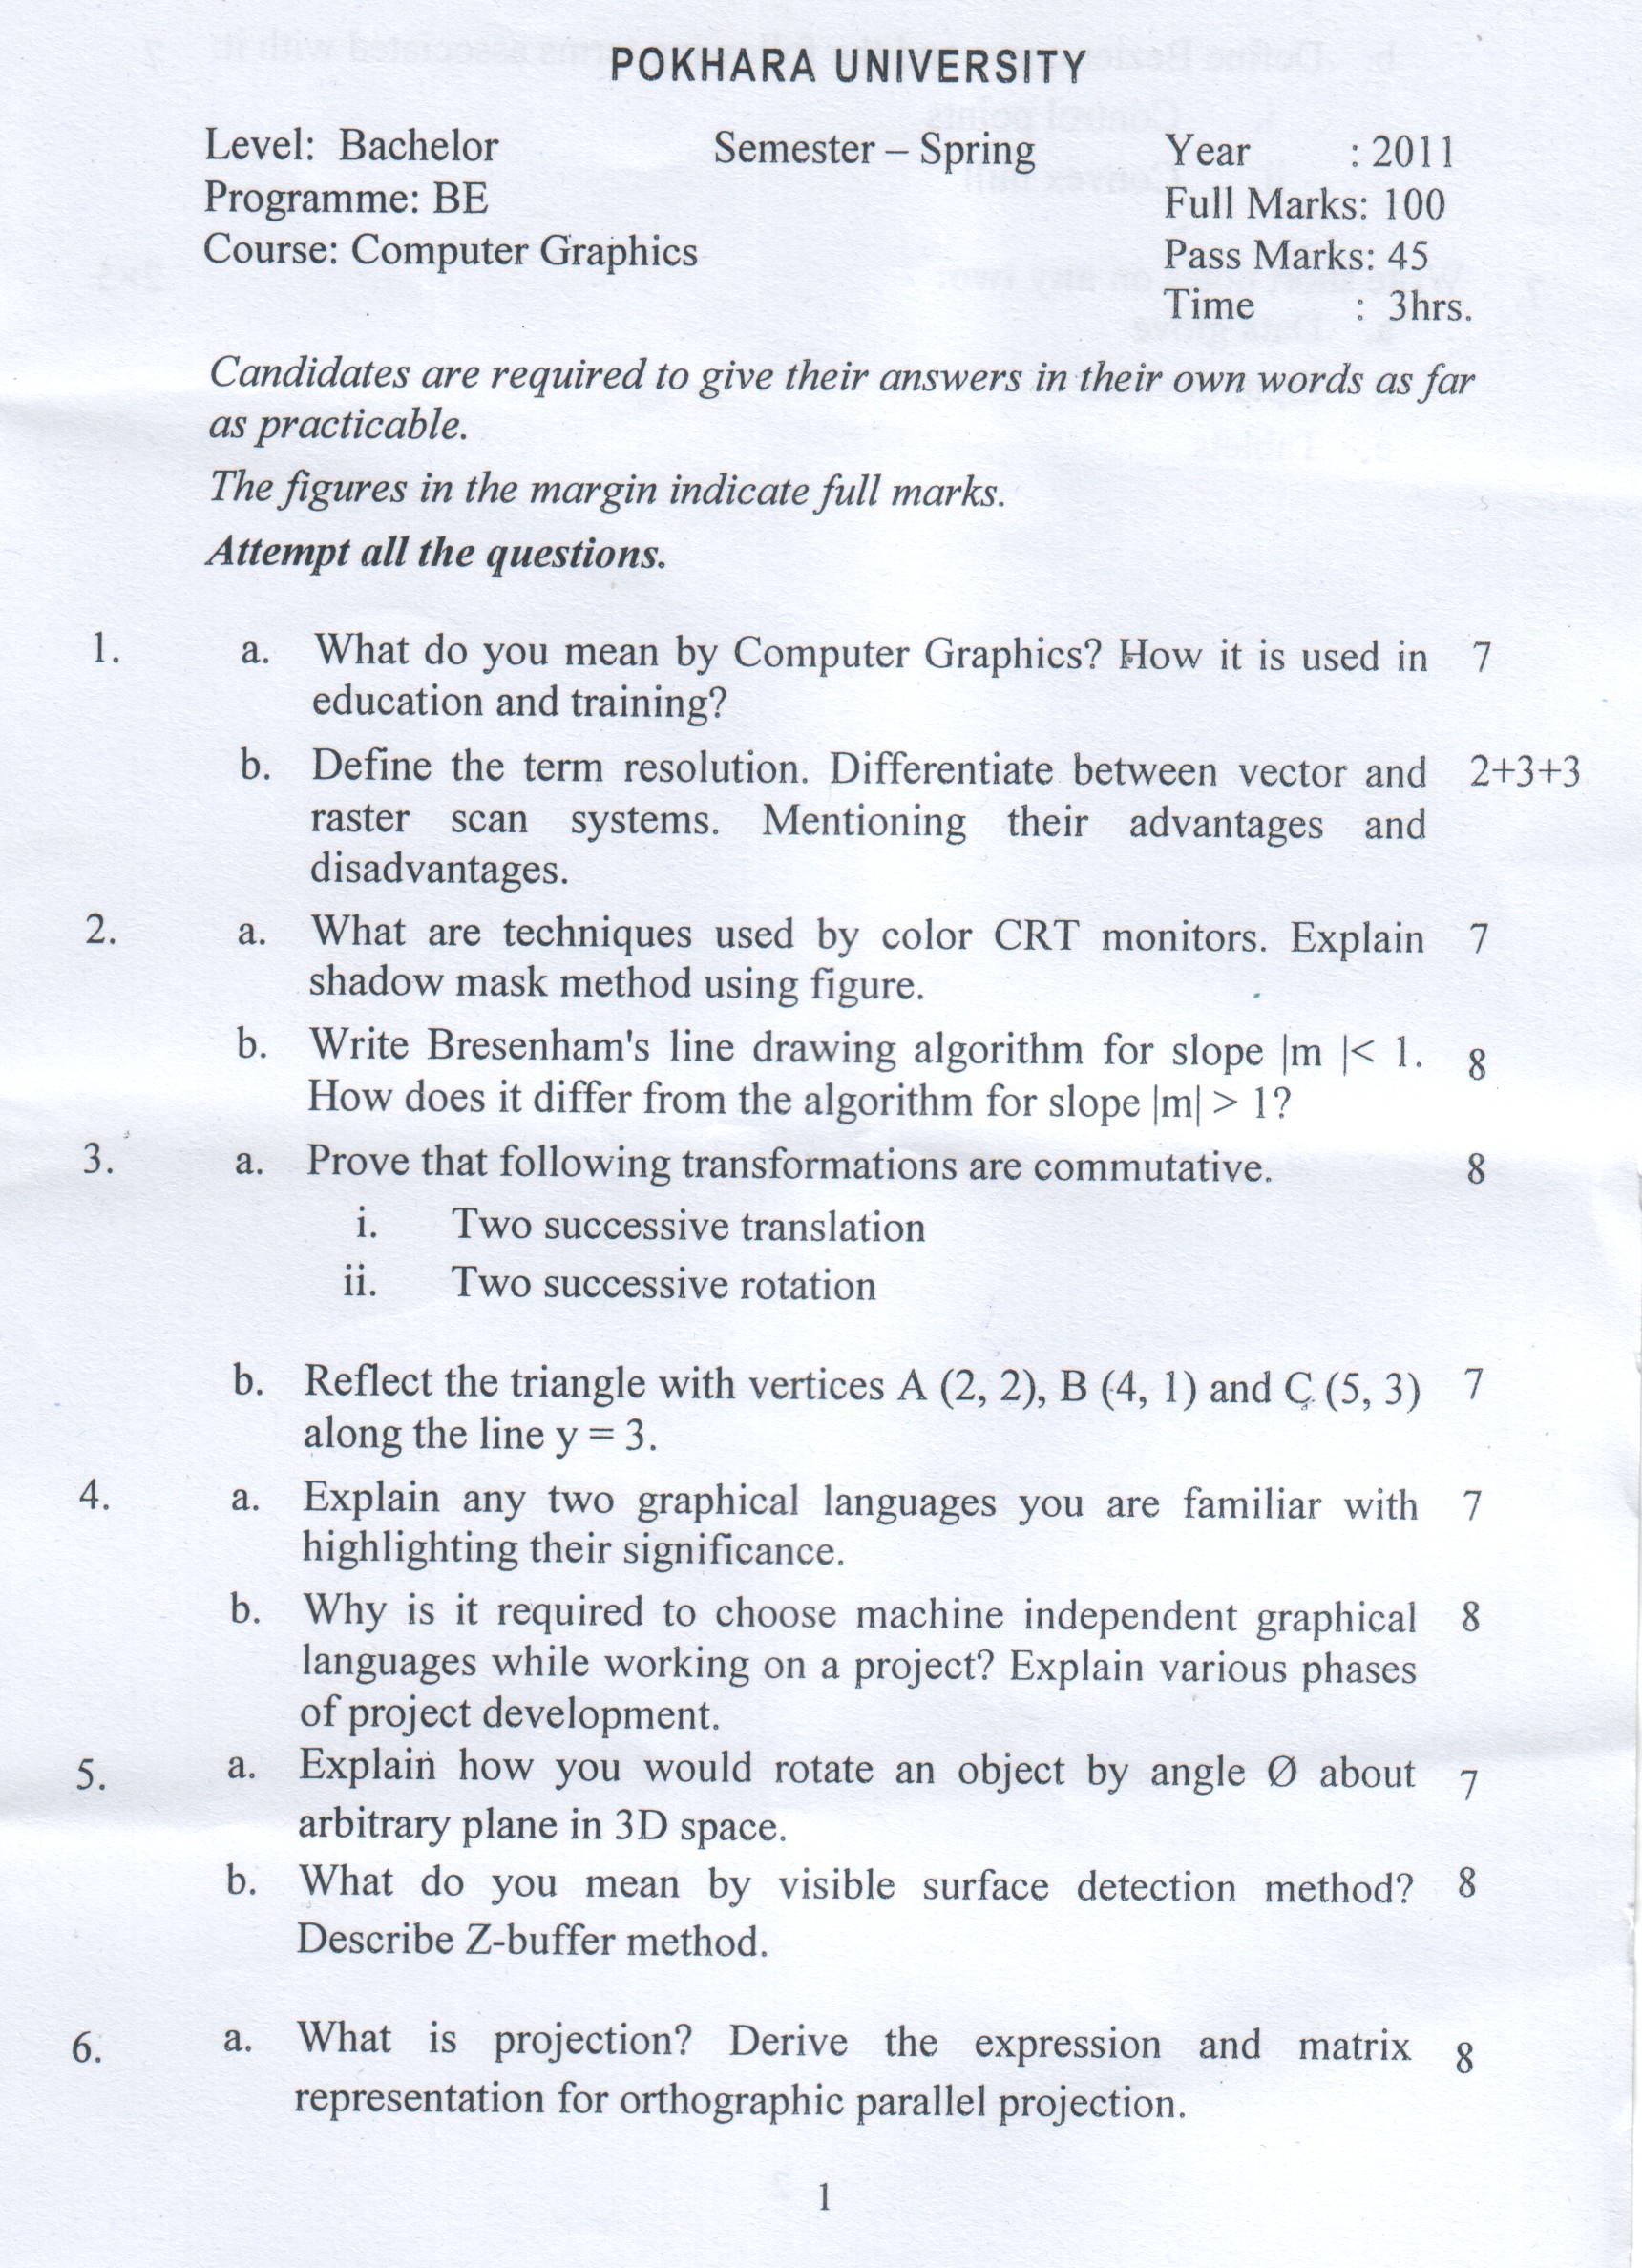 POKHARA UNIVERSITY
Level: Bachelor Semester – Spring Year : 2011
Programme: BE Full Marks: 100
Course: Computer Graphics Pass Marks: 45
Time : 3hrs.
Candidates are required to give their answers in their own words as far
as practicable.
The figures in the margin indicate full marks.
Attempt all the questions.
1. a. What do you mean by Computer Graphics? How it is used in 7
education and training?
b. Define the term resolution. Differentiate between vector and 2+3+3
raster scan systems. Mentioning their advantages and
disadvantages.
2. a. What are techniques used by color CRT monitors. Explain 7
shadow mask method using figure.
b. Write Bresenham's line drawing algorithm for slope |m |< 1. 8
How does it differ from the algorithm for slope |m| > 1?
3. a. Prove that following transformations are commutative. 8
i. Two successive translation
ii. Two successive rotation
b. Reflect the triangle with vertices A (2, 2), B (4, 1) and C (5, 3) 7
along the line y = 3.
4. a. Explain any two graphical languages you are familiar with 7
highlighting their significance.
b. Why is it required to choose machine independent graphical 8
languages while working on a project? Explain various phases
of project development.
5. a. Explain how you would rotate an object by angle Ø about 7
arbitrary plane in 3D space.
b. What do you mean by visible surface detection method? 8
Describe Z-buffer method.
6. a. What is projection? Derive the expression and matrix 8
representation for orthographic parallel projection.
1